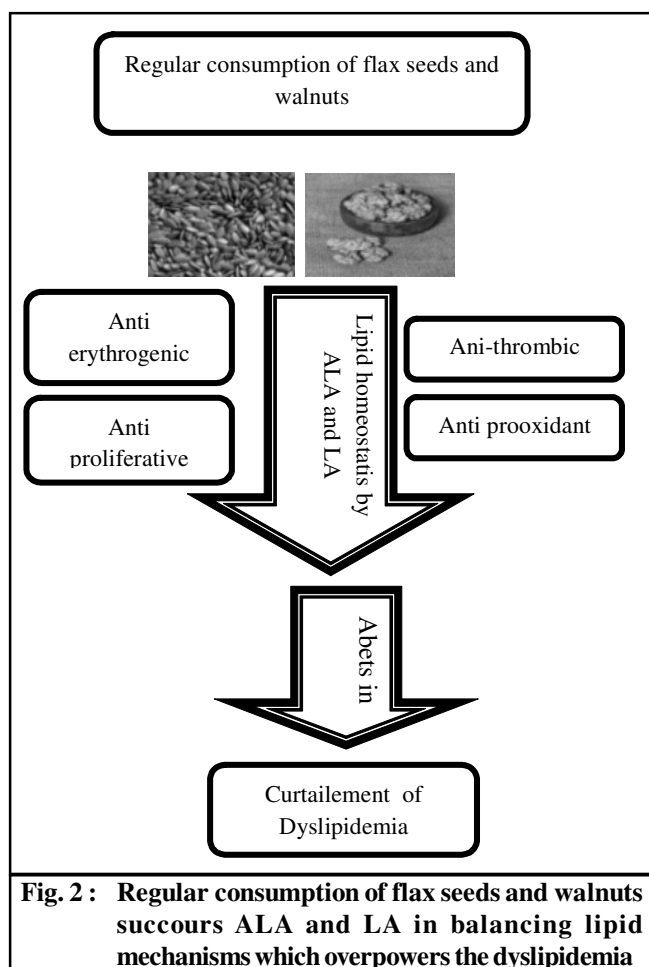 Regular consumption of flax seeds and
walnuts
Anti
erythrogenic
Ani-thrombic
Anti
proliferative
Anti prooxidant
Lipid homeostatis by
ALA and LA
Abets in
Curtailement of
Dyslipidemia
Fig. 2 : Regular consumption of flax seeds and walnuts
succours ALA and LA in balancing lipid
mechanisms which overpowers the dyslipidemia